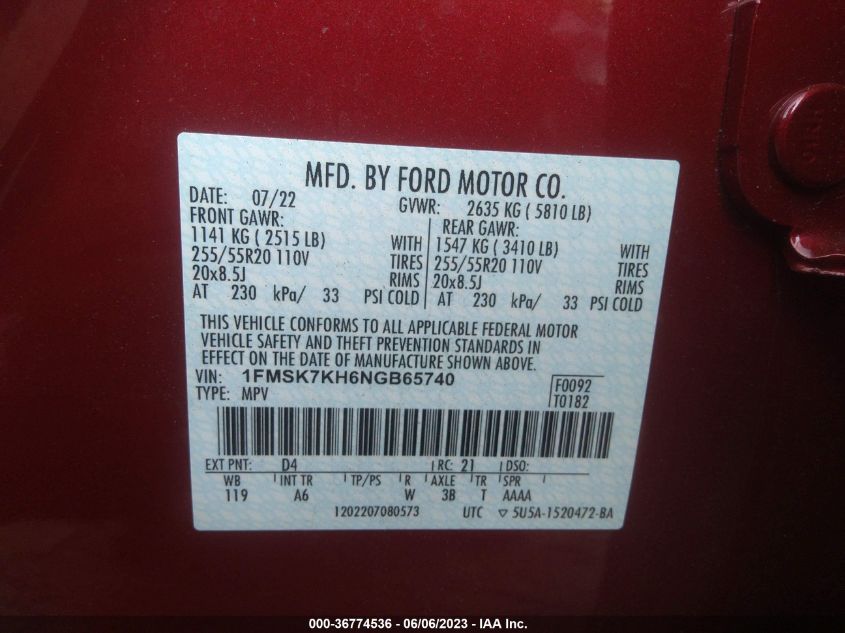 MFD. BY FORD MOTOR CO.
DATE: 07/22 GVWR: 2635 KG ( 5810 LB)
FRONT GAWR: REAR GAWR:
1141 KG ( 2515 LB) WITH 1547 KG ( 3410 LB) WITH
255/55R20 110V TIRES 255/55R20 110V TIRES
20x8.5J RIMS 20x8.5J RIMS
AT 230 kPa/ 33 PSI COLD AT 230 kPa/ 33 PSI COLD
THIS VEHICLE CONFORMS TO ALL APPLICABLE FEDERAL MOTOR
VEHICLE SAFETY AND THEFT PREVENTION STANDARDS IN
EFFECT ON THE DATE OF MANUFACTURE SHOWN ABOVE.
VIN: 1FMSK7KH6NGB65740 F0092
TYPE: MPV T0182
EXT PNT: D4 RC: 21 DSO:
WB INT TR TP/PS R AXLE TR SPR
119 A6 W 3B T AAAA
1202207080573 UTC ▽ 5U5A-1520472-BA
000-36774536 - 06/06/2023 - IAA Inc.